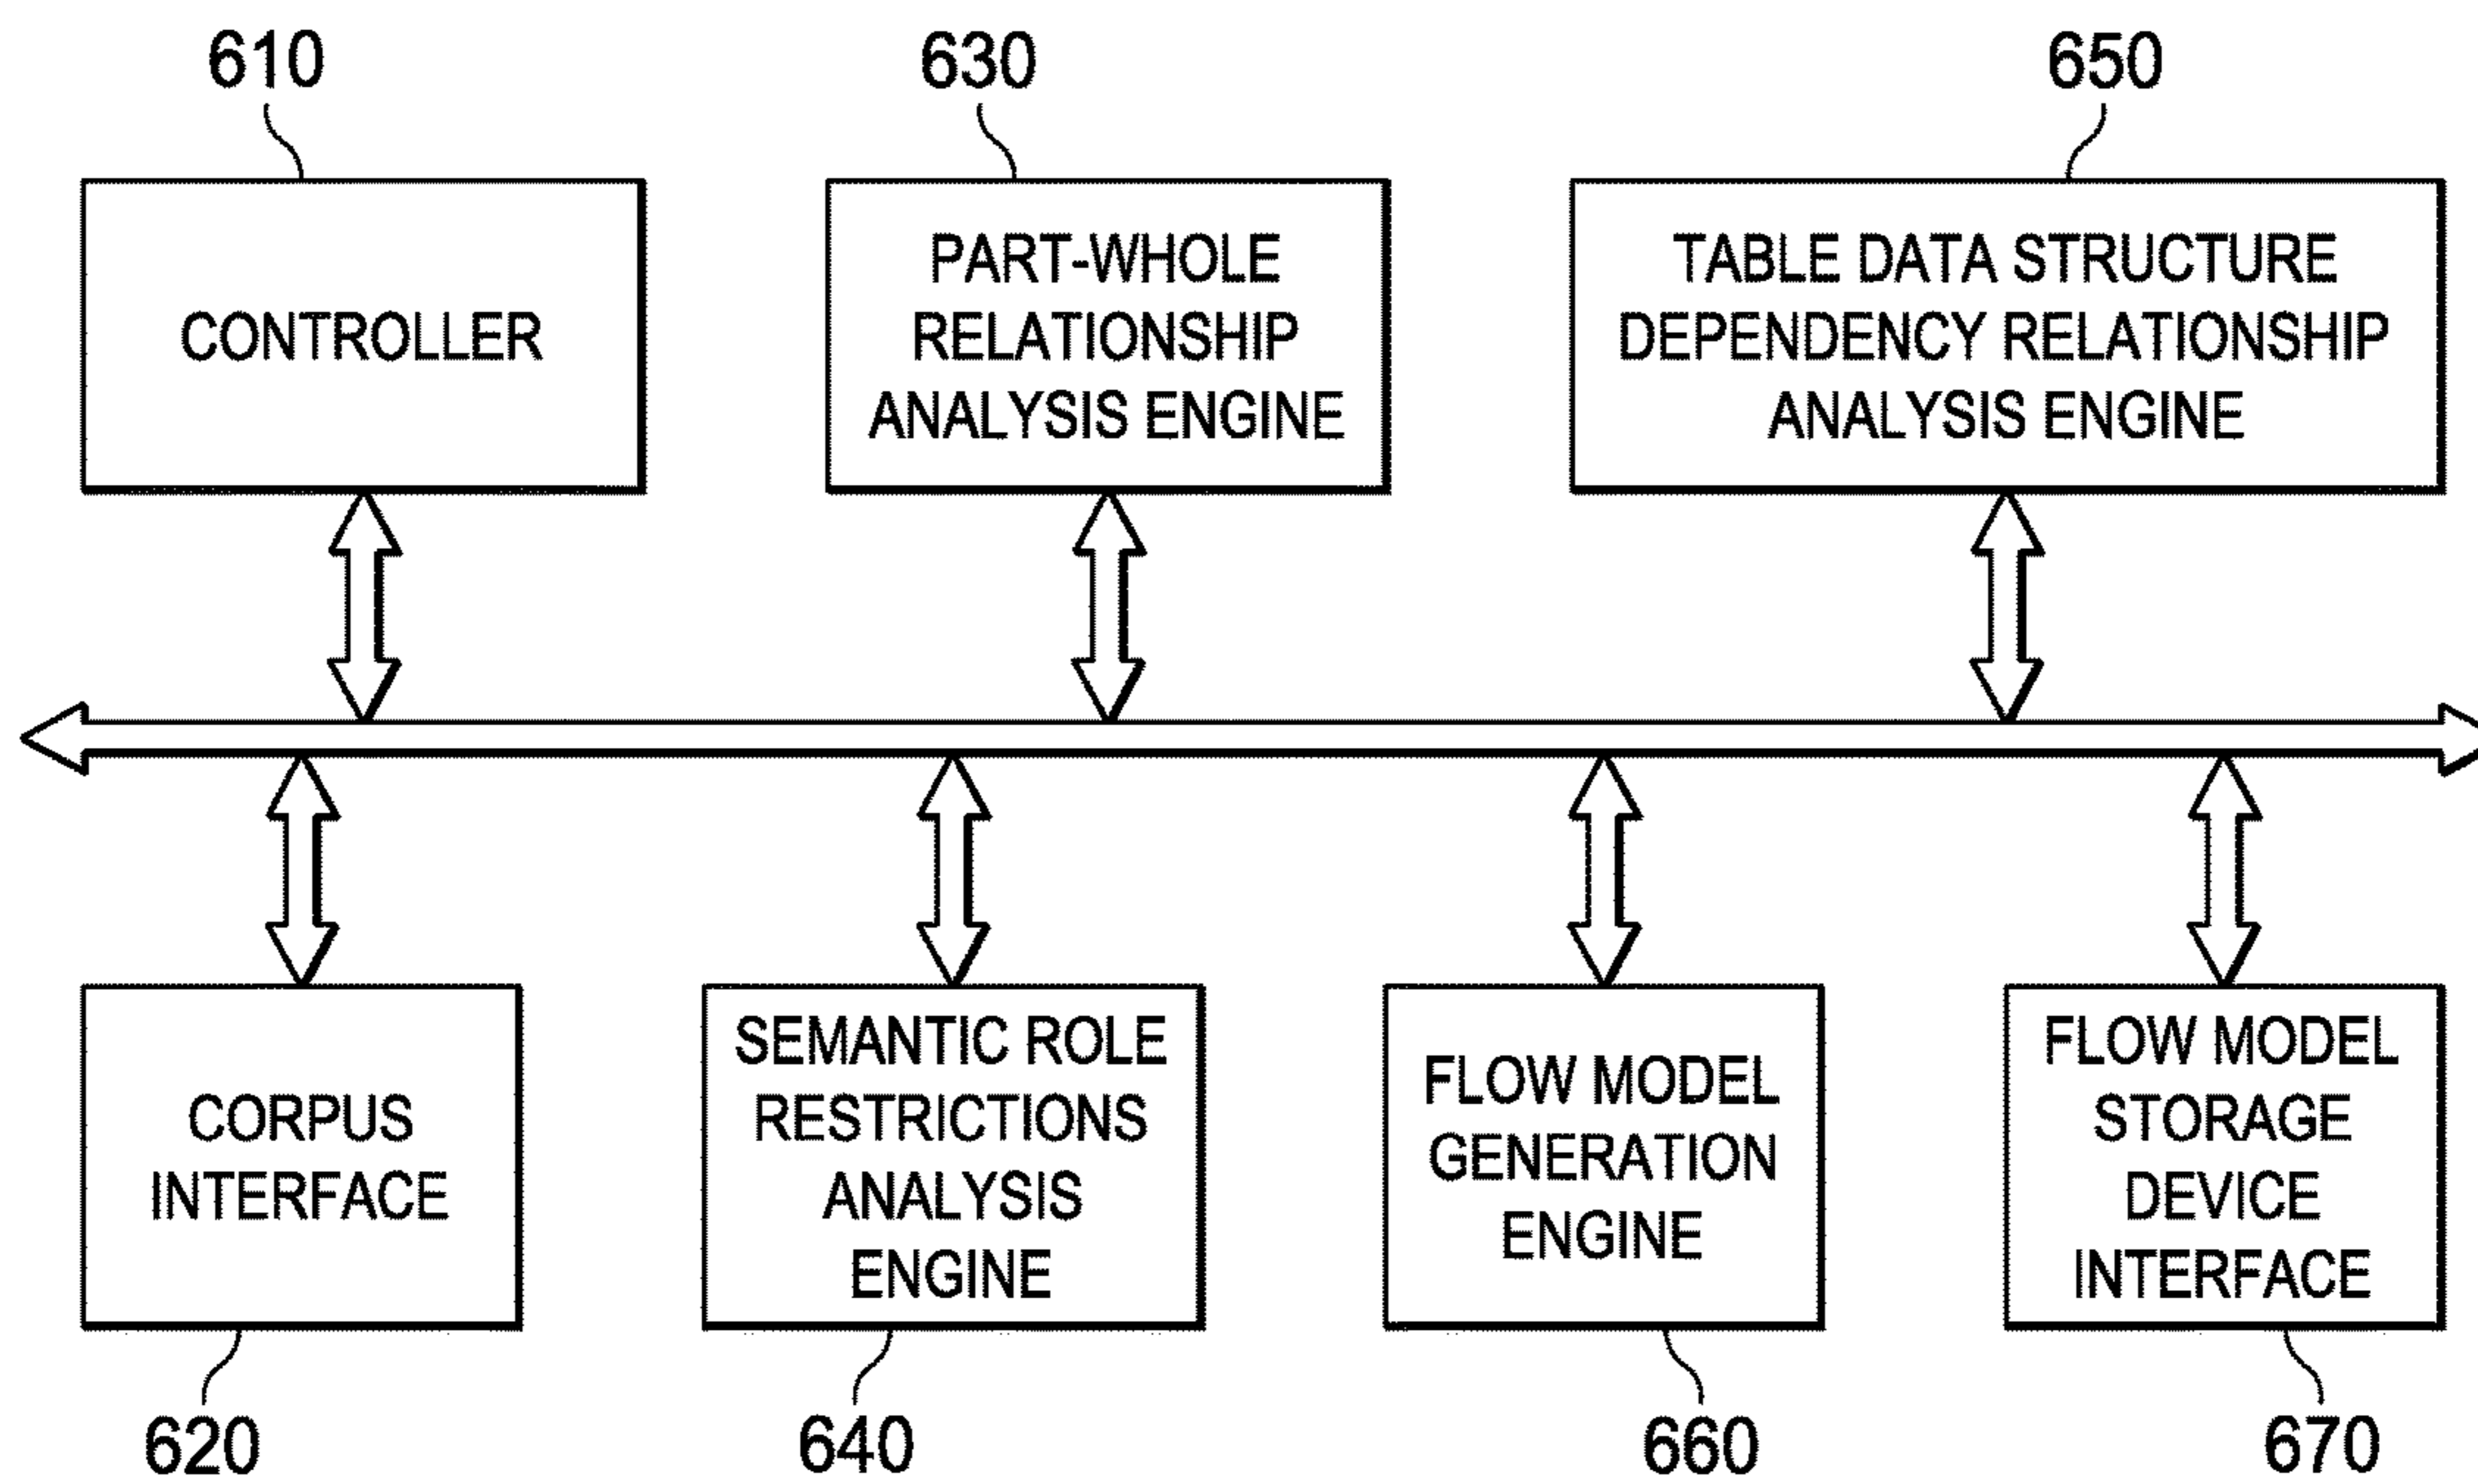 610
630
650
CONTROLLER
PART-WHOLE
RELATIONSHIP
ANALYSIS ENGINE
TABLE DATA STRUCTURE
DEPENDENCY RELATIONSHIP
ANALYSIS ENGINE
CORPUS
INTERFACE
SEMANTIC ROLE
RESTRICTIONS
ANALYSIS
ENGINE
FLOW MODEL
GENERATION
ENGINE
FLOW MODEL
STORAGE
DEVICE
INTERFACE
620
640
660
670